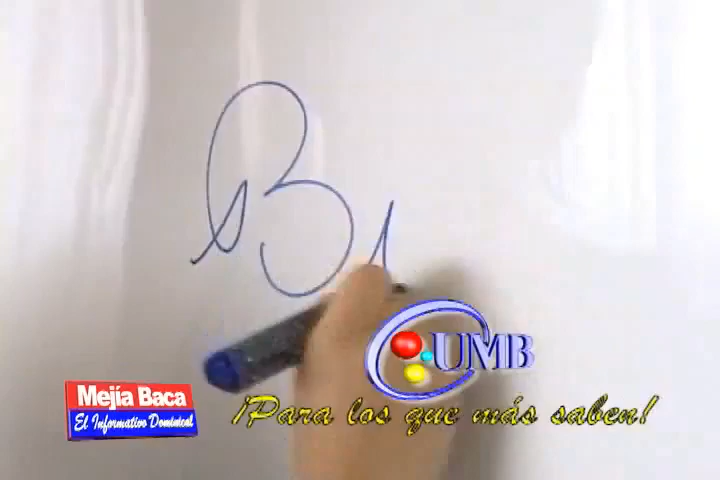 B
UMB
¡Para los que más saben!
Mejía Baca
El Informativo Dominical